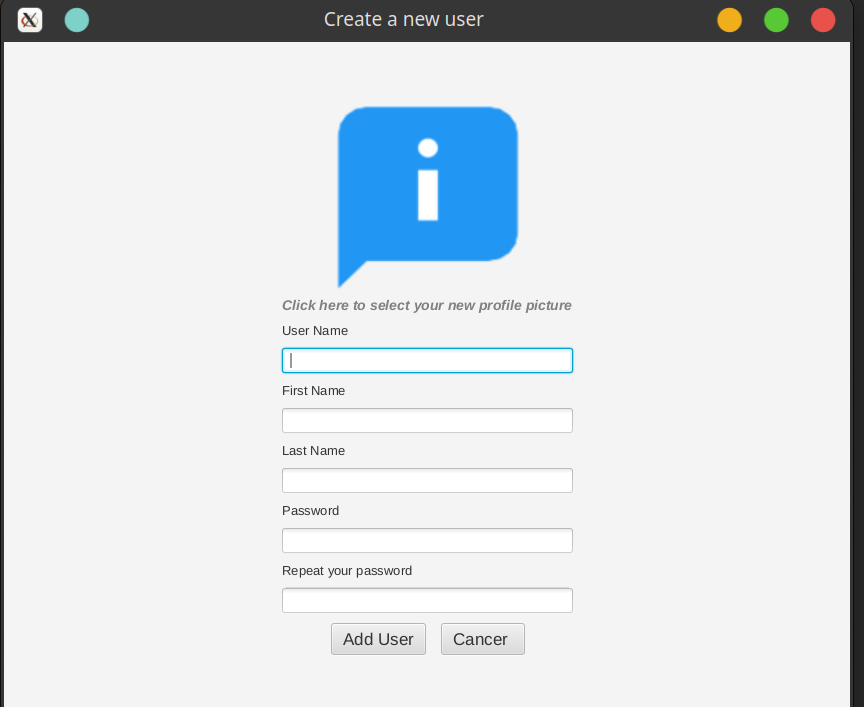 Create a new user
i
Click here to select your new profile picture
User Name
First Name
Last Name
Password
Repeat your password
Add User
Cancer